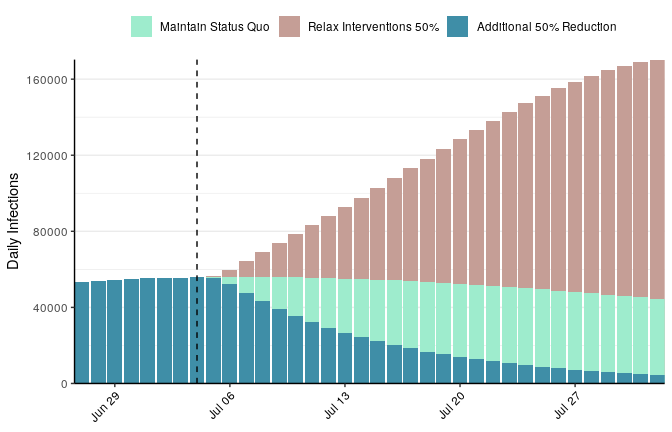 Maintain Status Quo Relax Interventions 50% Additional 50% Reduction
Daily Infections
160000
120000
80000
40000
0
Jun 29 Jul 06 Jul 13 Jul 20 Jul 27